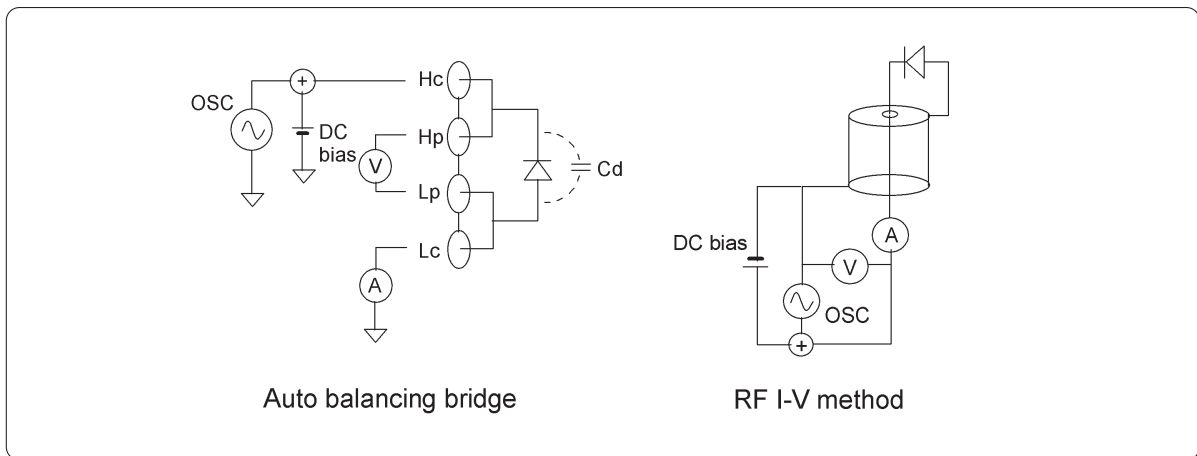 OSC
+
DC
bias
V
A
Hc
Hp
Lp
Lc
Cd
Auto balancing bridge
DC bias
A
V
OSC
+
RF I-V method